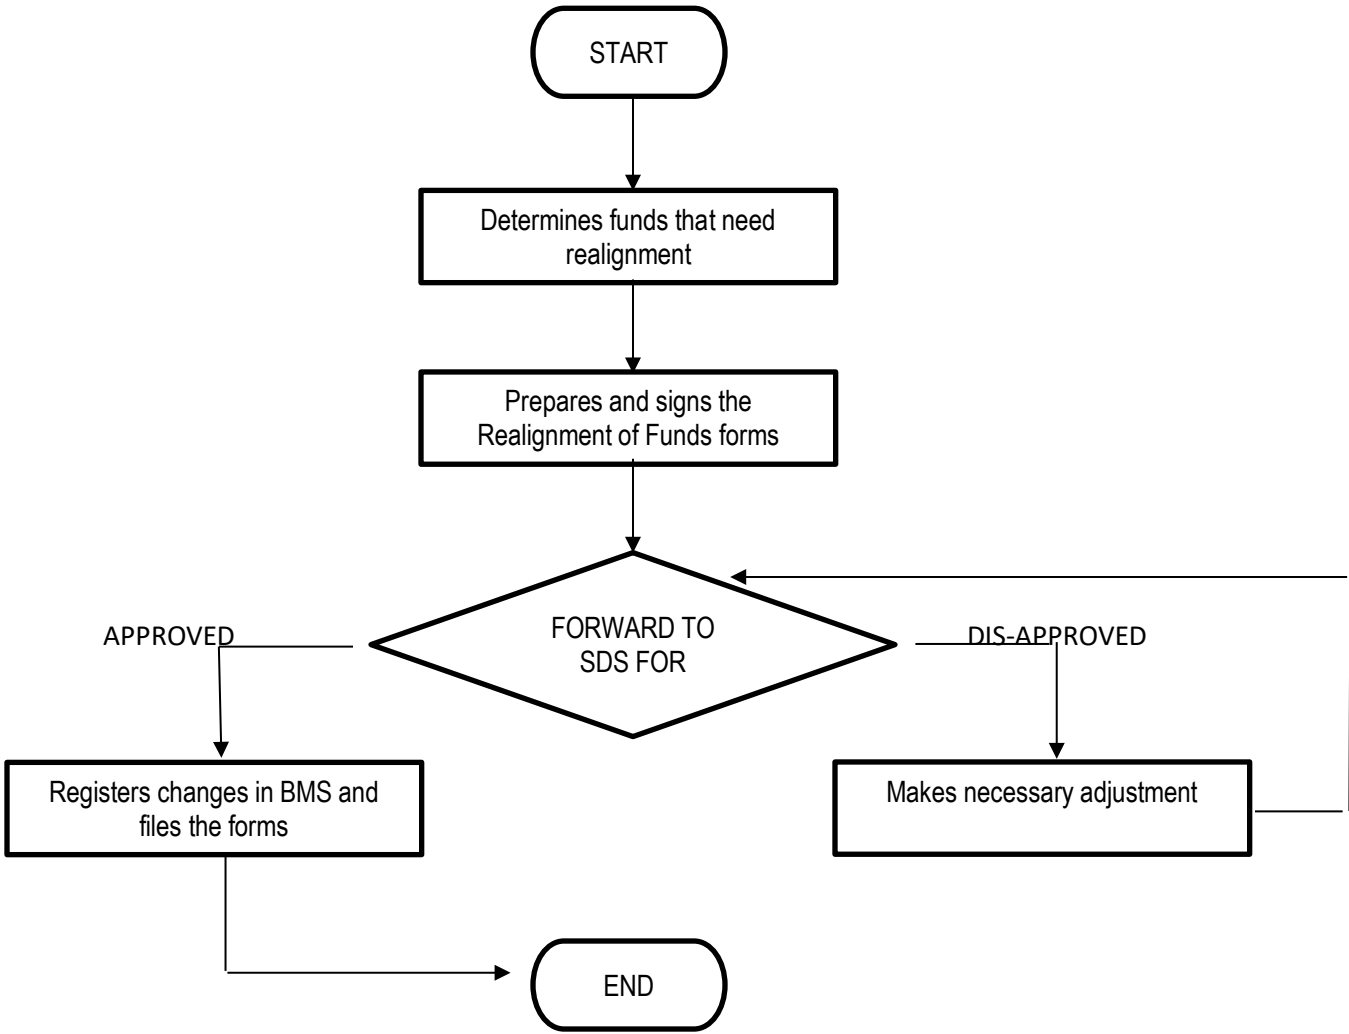 START
Determines funds that need
realignment
Prepares and signs the
Realignment of Funds forms
FORWARD TO
SDS FOR
APPROVED
DIS-APPROVED
Registers changes in BMS and
files the forms
Makes necessary adjustment
END